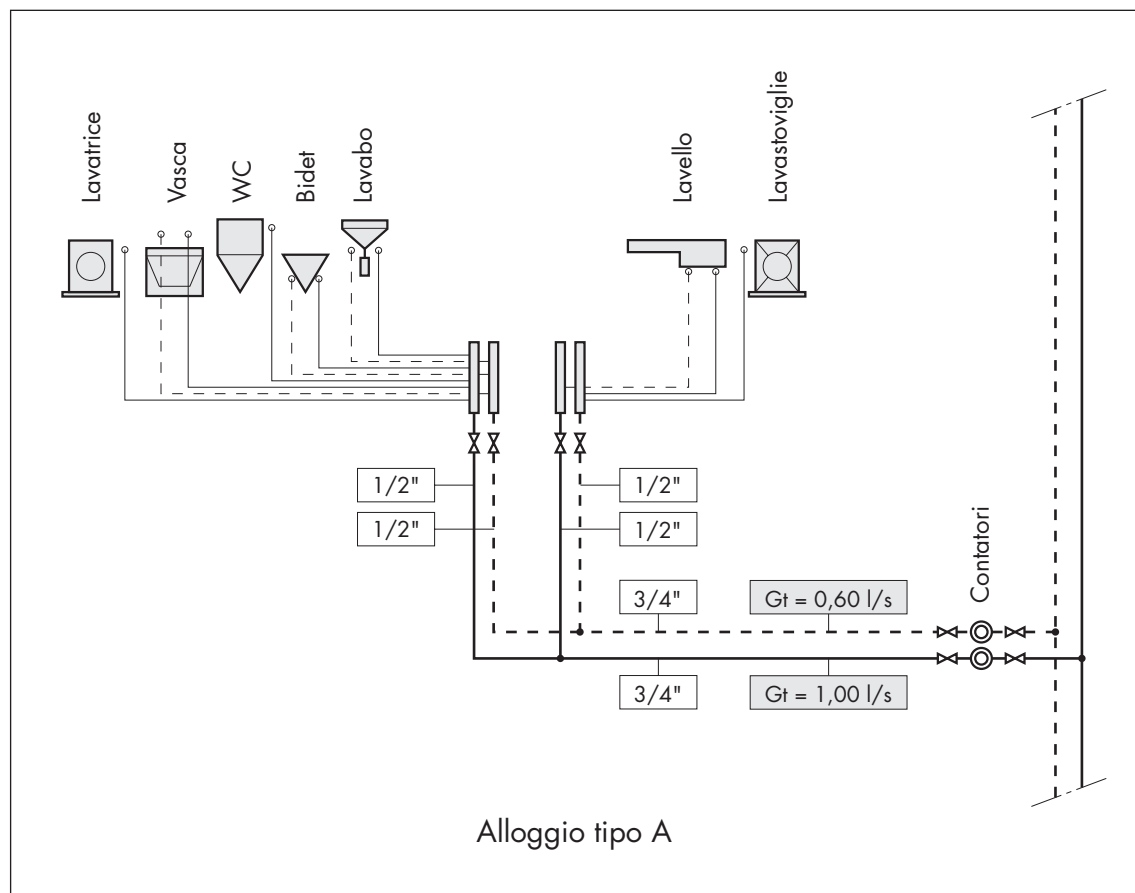 Lavatrice
Vasca
WC
Bidet
Lavabo
Lavello
Lavastoviglie
1/2"
1/2"
1/2"
1/2"
Contatori
3/4"
Gt = 0,60 l/s
3/4"
Gt = 1,00 l/s
Alloggio tipo A